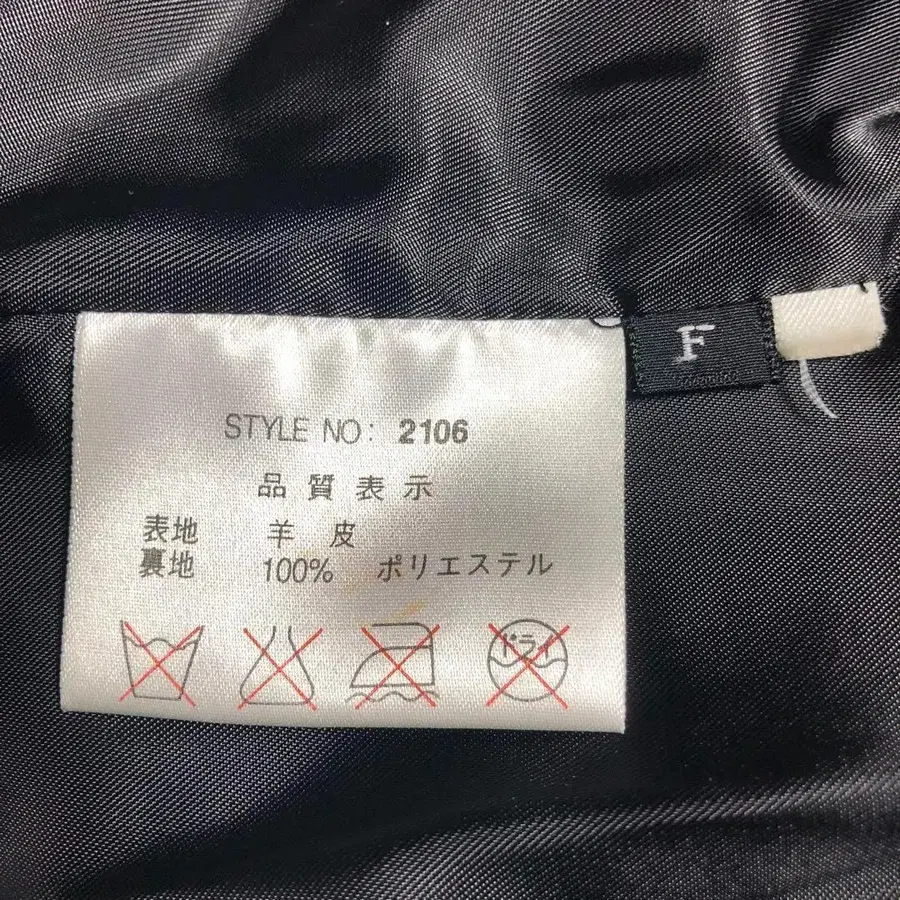 F
STYLE NO: 2106
品質表示
表地 羊皮
裏地 100% ポリエステル
ドライ